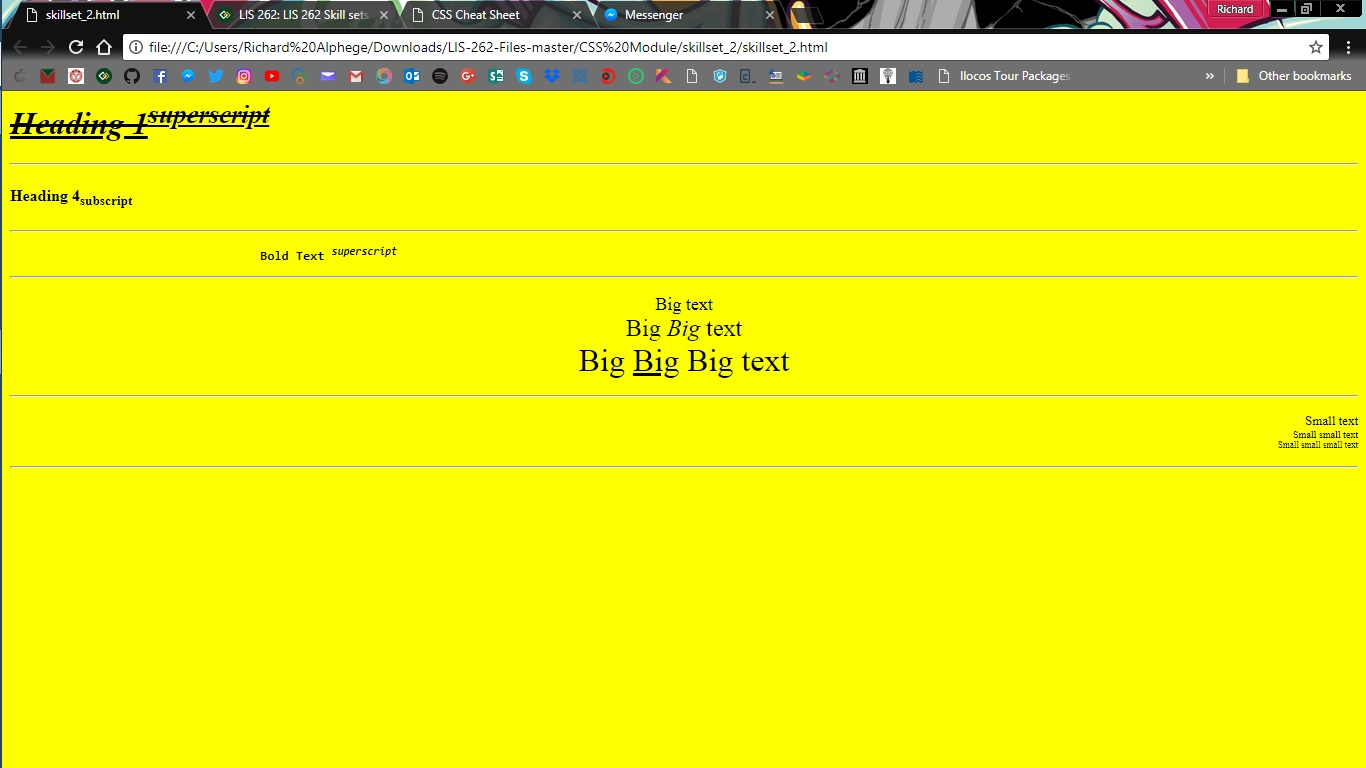 skillset_2.html
LIS 262: LIS 262 Skill sets
CSS Cheat Sheet
Messenger
Richard
file:///C:/Users/Richard%20Alphege/Downloads/LIS-262-Files-master/CSS%20Module/skillset_2/skillset_2.html
Ilocos Tour Packages
» Other bookmarks
Heading 1superscript
Heading 4subscript
Bold Text superscript
Big text
Big Big text
Big Big Big text
Small text
Small small text
Small small small text